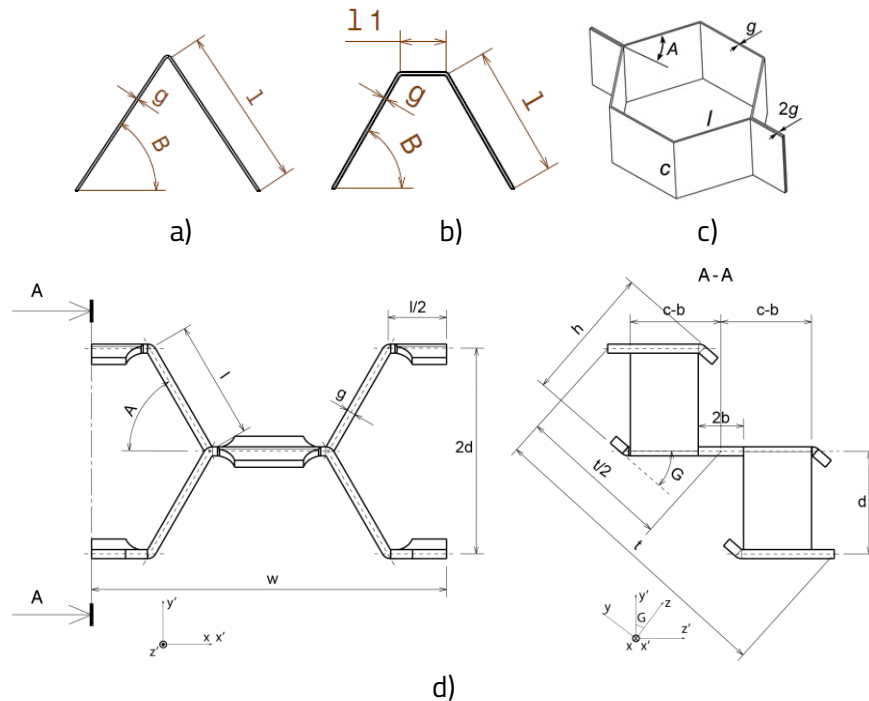 l1
g
B
l
g
B
l
g
A
l
2g
c
a)
b)
c)
A
l/2
l
A
g
2d
w
A
y'
x x'
z'
A-A
c-b
c-b
h
2b
t/2
G
t
d
y
y'
G
z
x
x'
z'
d)